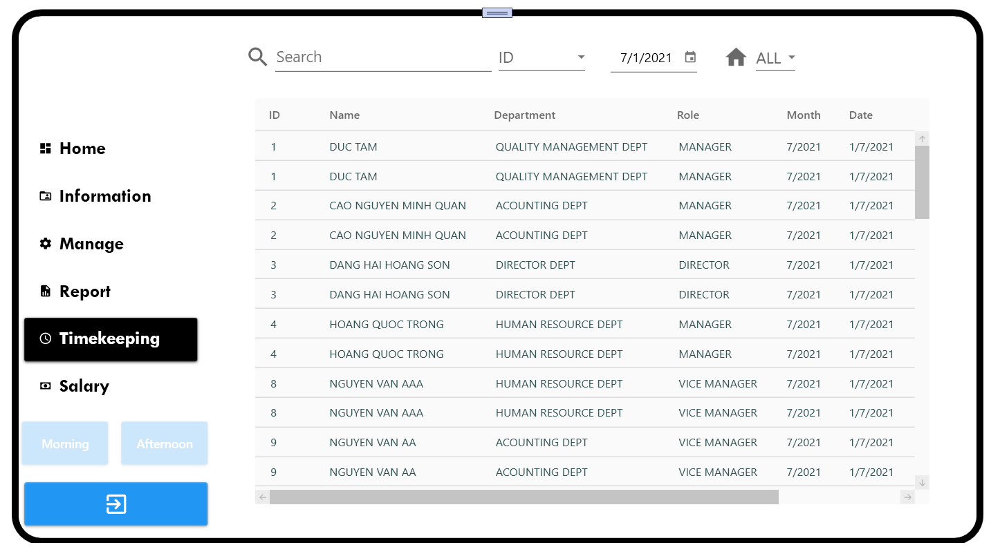 Search ID 7/1/2021 ALL
ID Name Department Role Month Date
1 DUC TAM QUALITY MANAGEMENT DEPT MANAGER 7/2021 1/7/2021
1 DUC TAM QUALITY MANAGEMENT DEPT MANAGER 7/2021 1/7/2021
2 CAO NGUYEN MINH QUAN ACOUNTING DEPT MANAGER 7/2021 1/7/2021
2 CAO NGUYEN MINH QUAN ACOUNTING DEPT MANAGER 7/2021 1/7/2021
3 DANG HAI HOANG SON DIRECTOR DEPT DIRECTOR 7/2021 1/7/2021
3 DANG HAI HOANG SON DIRECTOR DEPT DIRECTOR 7/2021 1/7/2021
4 HOANG QUOC TRONG HUMAN RESOURCE DEPT MANAGER 7/2021 1/7/2021
4 HOANG QUOC TRONG HUMAN RESOURCE DEPT MANAGER 7/2021 1/7/2021
8 NGUYEN VAN AAA HUMAN RESOURCE DEPT VICE MANAGER 7/2021 1/7/2021
8 NGUYEN VAN AAA HUMAN RESOURCE DEPT VICE MANAGER 7/2021 1/7/2021
9 NGUYEN VAN AA ACOUNTING DEPT VICE MANAGER 7/2021 1/7/2021
9 NGUYEN VAN AA ACOUNTING DEPT VICE MANAGER 7/2021 1/7/2021
Home
Information
Manage
Report
Timekeeping
Salary
Morning Afternoon